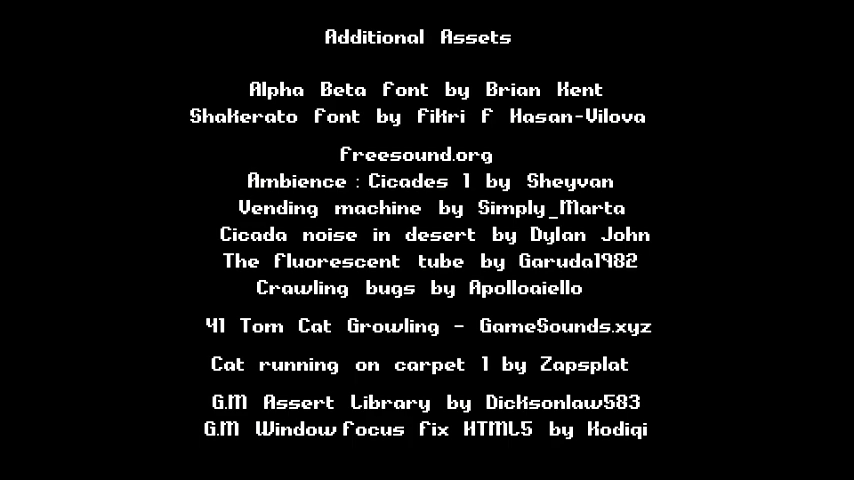 Additional Assets
Alpha Beta font by Brian Kent
Shakerato font by fikri f Hasan-Vilova
freesound.org
Ambience : Cicades 1 by Sheyvan
Vending machine by Simply_Marta
Cicada noise in desert by Dylan John
The fluorescent tube by Garuda1982
Crawling bugs by Apolloaiello
41 Tom Cat Growling - GameSounds.xyz
Cat running on carpet 1 by Zapsplat
G.M Assert Library by Dicksonlaw583
G.M Window focus fix HTML5 by Kodiqi